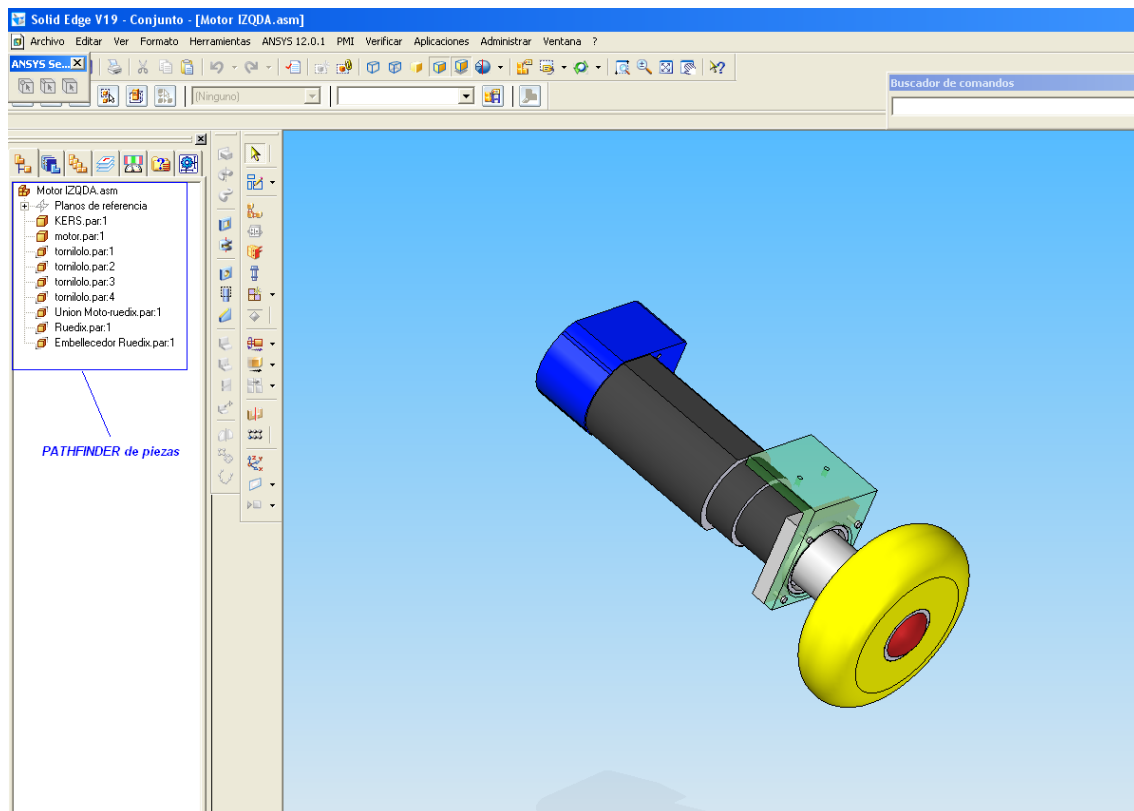 Solid Edge V19 - Conjunto - [Motor IZQDA.asm]
Archivo Editar Ver Formato Herramientas ANSYS 12.0.1 PMI Verificar Aplicaciones Administrar Ventana ?
ANSYS Se...
(Ninguno)
Buscador de comandos
Motor IZQDA.asm
Planos de referencia
KERS.par:1
motor.par:1
tornilolo.par:1
tornilolo.par:2
tornilolo.par:3
tornilolo.par:4
Union Moto-ruedix.par:1
Ruedix.par:1
Embellecedor Ruedix.par:1
PATHFINDER de piezas